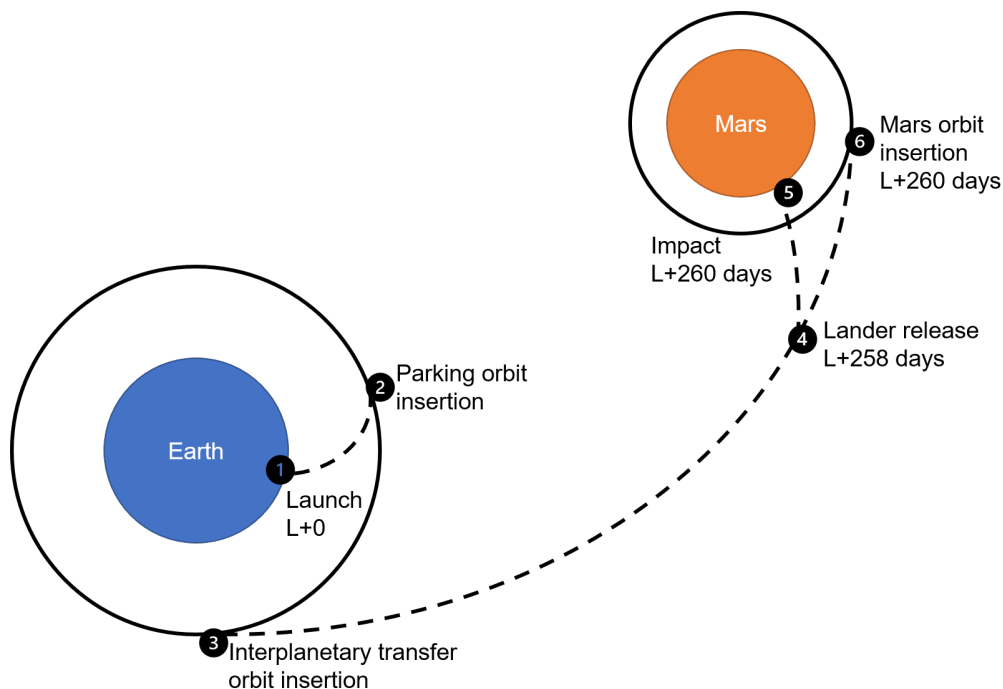 Mars
6
Mars orbit
insertion
L+260 days
5
Impact
L+260 days
4
Lander release
L+258 days
2
Parking orbit
insertion
Earth
1
Launch
L+0
3
Interplanetary transfer
orbit insertion